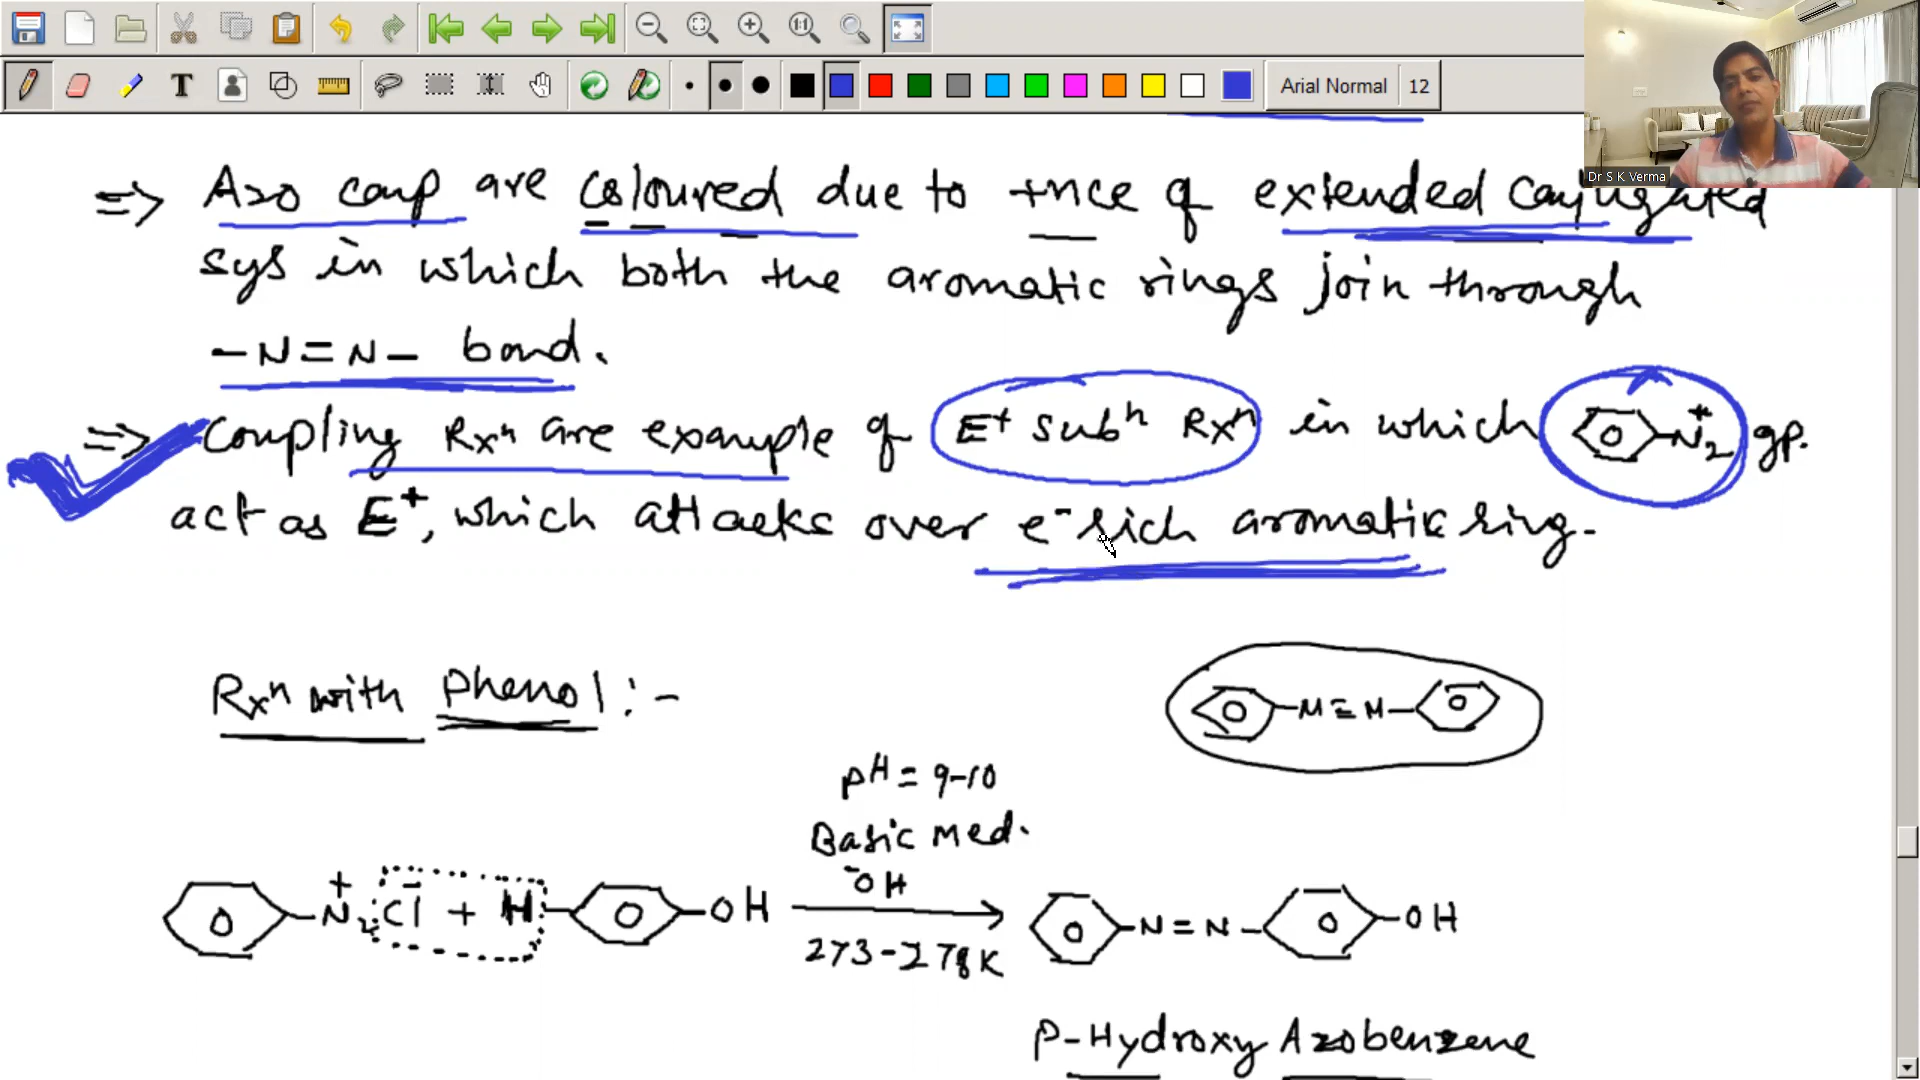 Arial Normal 12
Dr S K Verma
=> Azo comp are coloured due to +nce of extended conjugated
sys in which both the aromatic rings join through
-N=N- bond.
=> Coupling Rxⁿ are example of E⁺ subⁿ Rxⁿ in which N₂⁺ gp.
act as E⁺, which attacks over e⁻ rich aromatic ring.
Rxⁿ with Phenol :-
-N=N-
pH = 9-10
Basic Med.
⁻OH
N₂⁺ Cl⁻ + H- -OH
273-278K
-N=N- -OH
P-Hydroxy Azobenzene